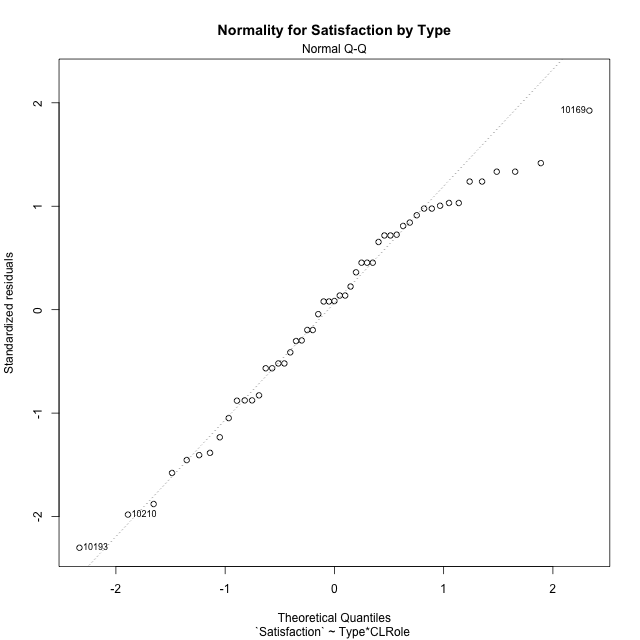 Normality for Satisfaction by Type
Normal Q-Q
2
1
0
-1
-2
Standardized residuals
10169
10210
10193
-2 -1 0 1 2
Theoretical Quantiles
`Satisfaction` ~ Type*CLRole